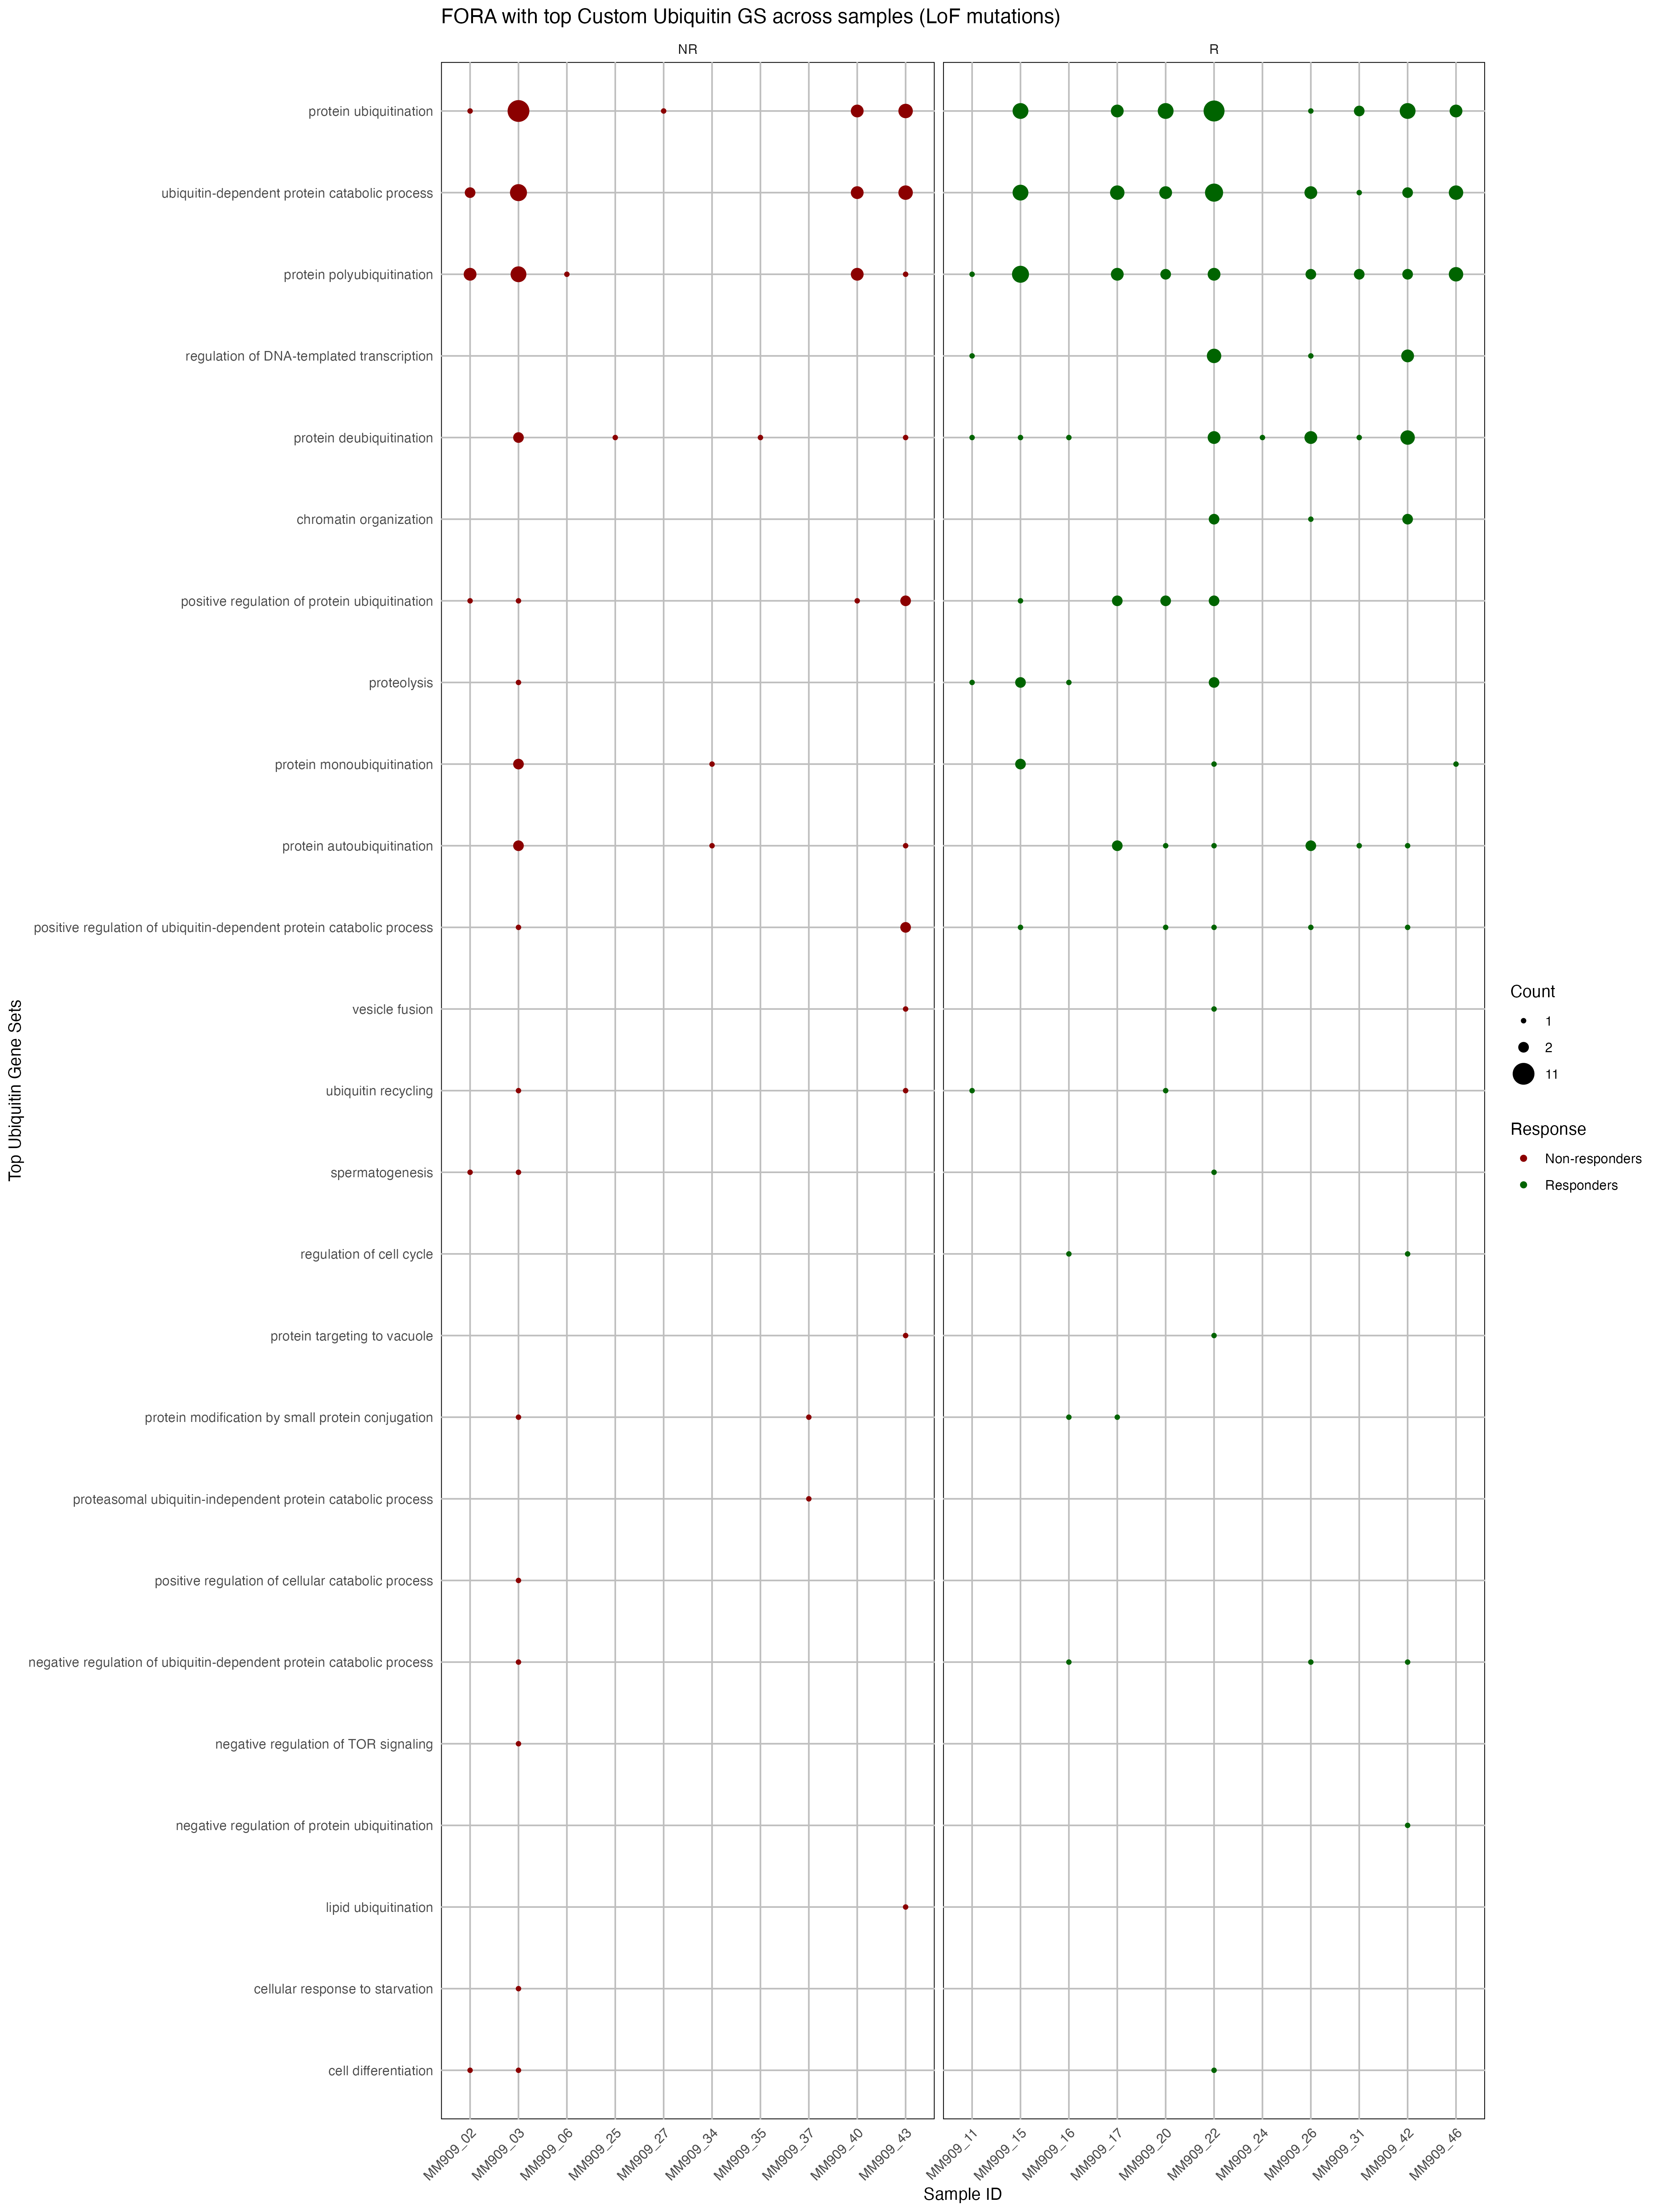 FORA with top Custom Ubiquitin GS across samples (LoF mutations)
NR
R
protein ubiquitination
ubiquitin-dependent protein catabolic process
protein polyubiquitination
regulation of DNA-templated transcription
protein deubiquitination
chromatin organization
positive regulation of protein ubiquitination
proteolysis
protein monoubiquitination
protein autoubiquitination
positive regulation of ubiquitin-dependent protein catabolic process
vesicle fusion
ubiquitin recycling
spermatogenesis
regulation of cell cycle
protein targeting to vacuole
protein modification by small protein conjugation
proteasomal ubiquitin-independent protein catabolic process
positive regulation of cellular catabolic process
negative regulation of ubiquitin-dependent protein catabolic process
negative regulation of TOR signaling
negative regulation of protein ubiquitination
lipid ubiquitination
cellular response to starvation
cell differentiation
Top Ubiquitin Gene Sets
MM909_02
MM909_03
MM909_06
MM909_25
MM909_27
MM909_34
MM909_35
MM909_37
MM909_40
MM909_43
MM909_11
MM909_15
MM909_16
MM909_17
MM909_20
MM909_22
MM909_24
MM909_26
MM909_31
MM909_42
MM909_46
Sample ID
Count
1
2
11
Response
Non-responders
Responders